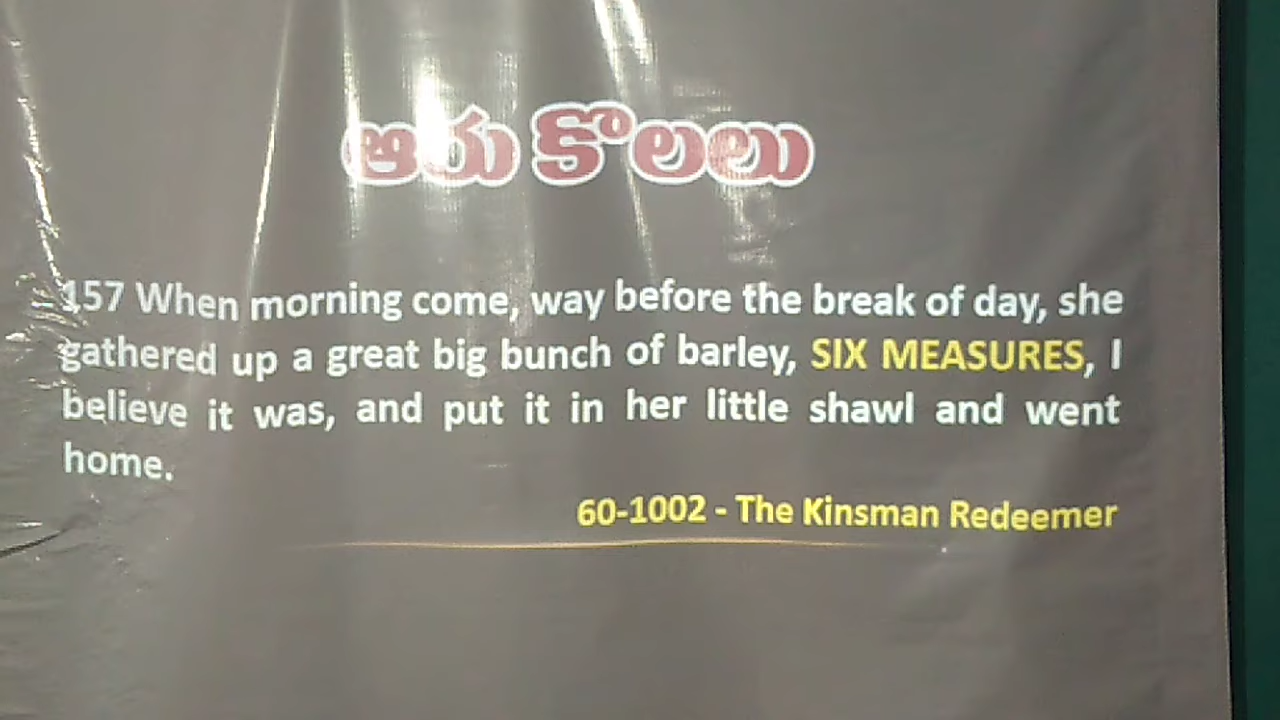 ఆరు కొలలు
157 When morning come, way before the break of day, she
gathered up a great big bunch of barley, SIX MEASURES, I
believe it was, and put it in her little shawl and went
home.
60-1002 - The Kinsman Redeemer